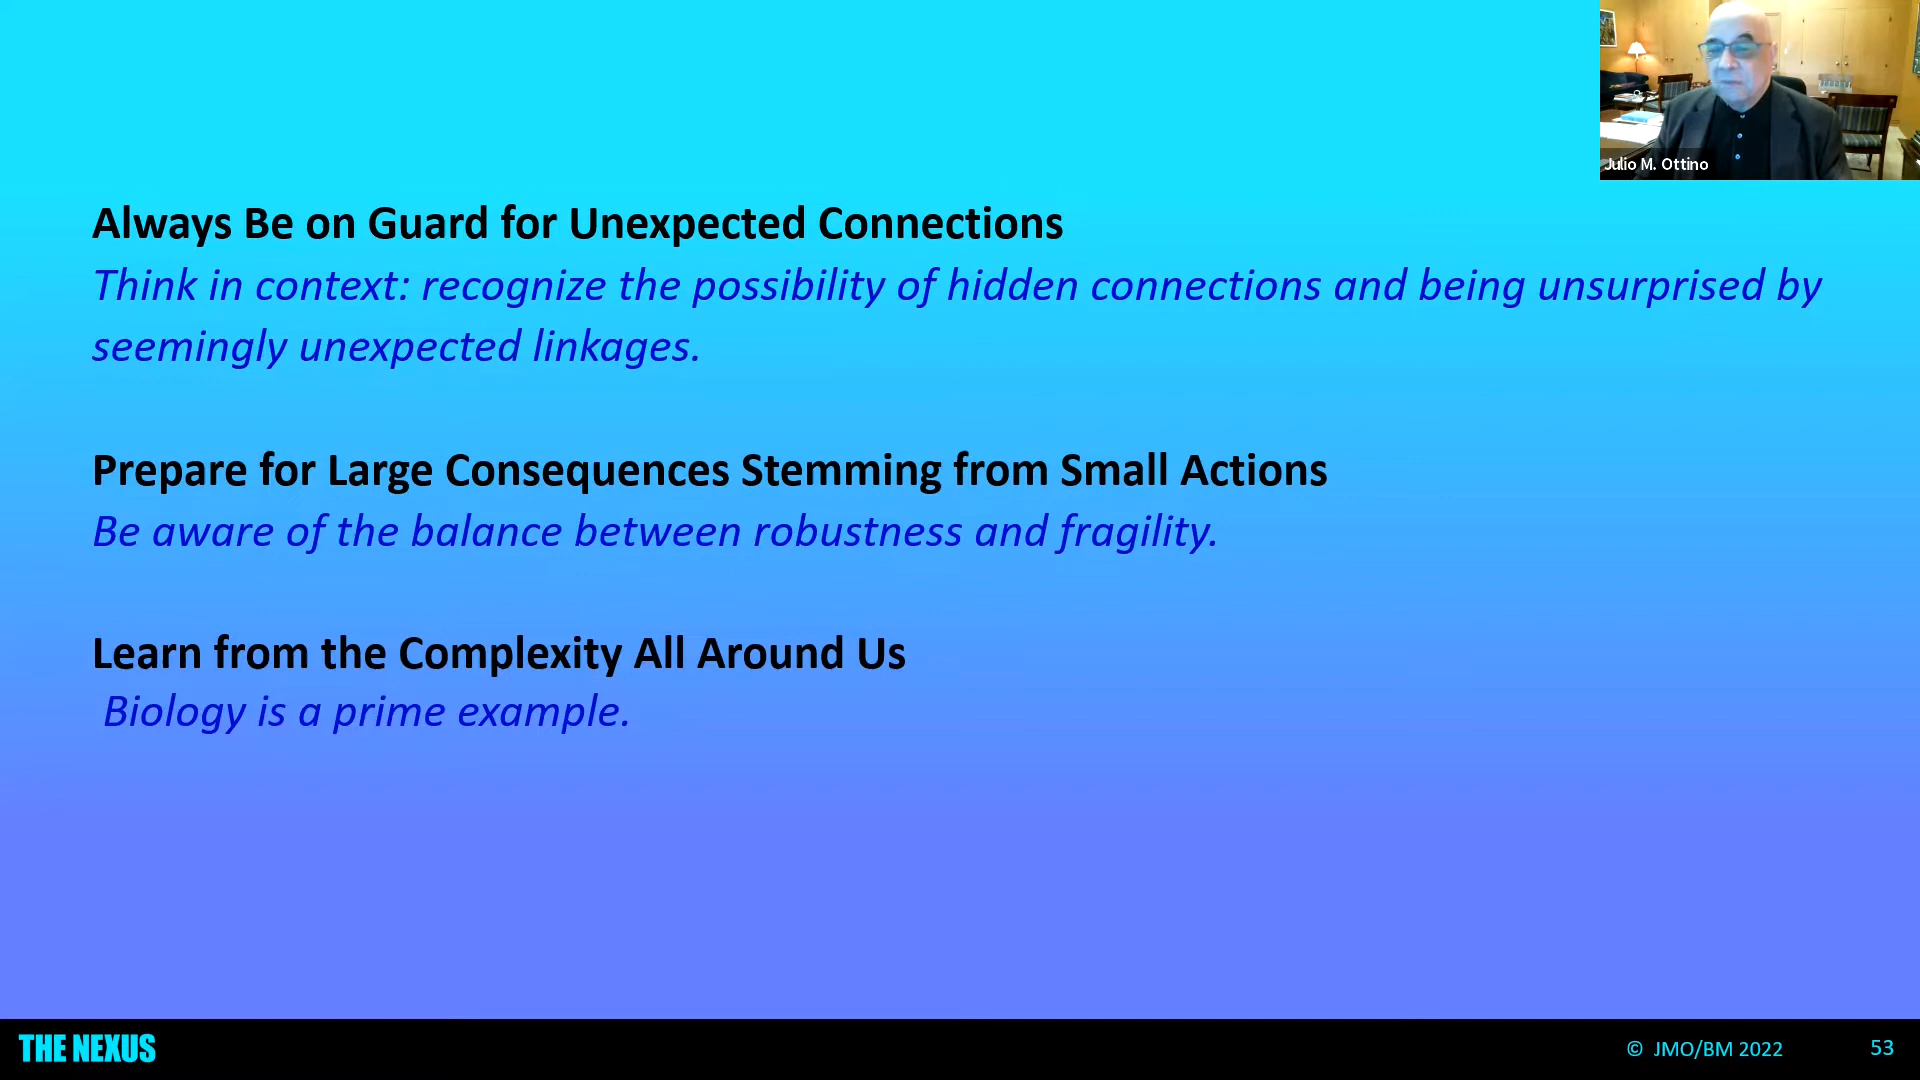 Julio M. Ottino
Always Be on Guard for Unexpected Connections
Think in context: recognize the possibility of hidden connections and being unsurprised by
seemingly unexpected linkages.
Prepare for Large Consequences Stemming from Small Actions
Be aware of the balance between robustness and fragility.
Learn from the Complexity All Around Us
Biology is a prime example.
THE NEXUS
© JMO/BM 2022
53